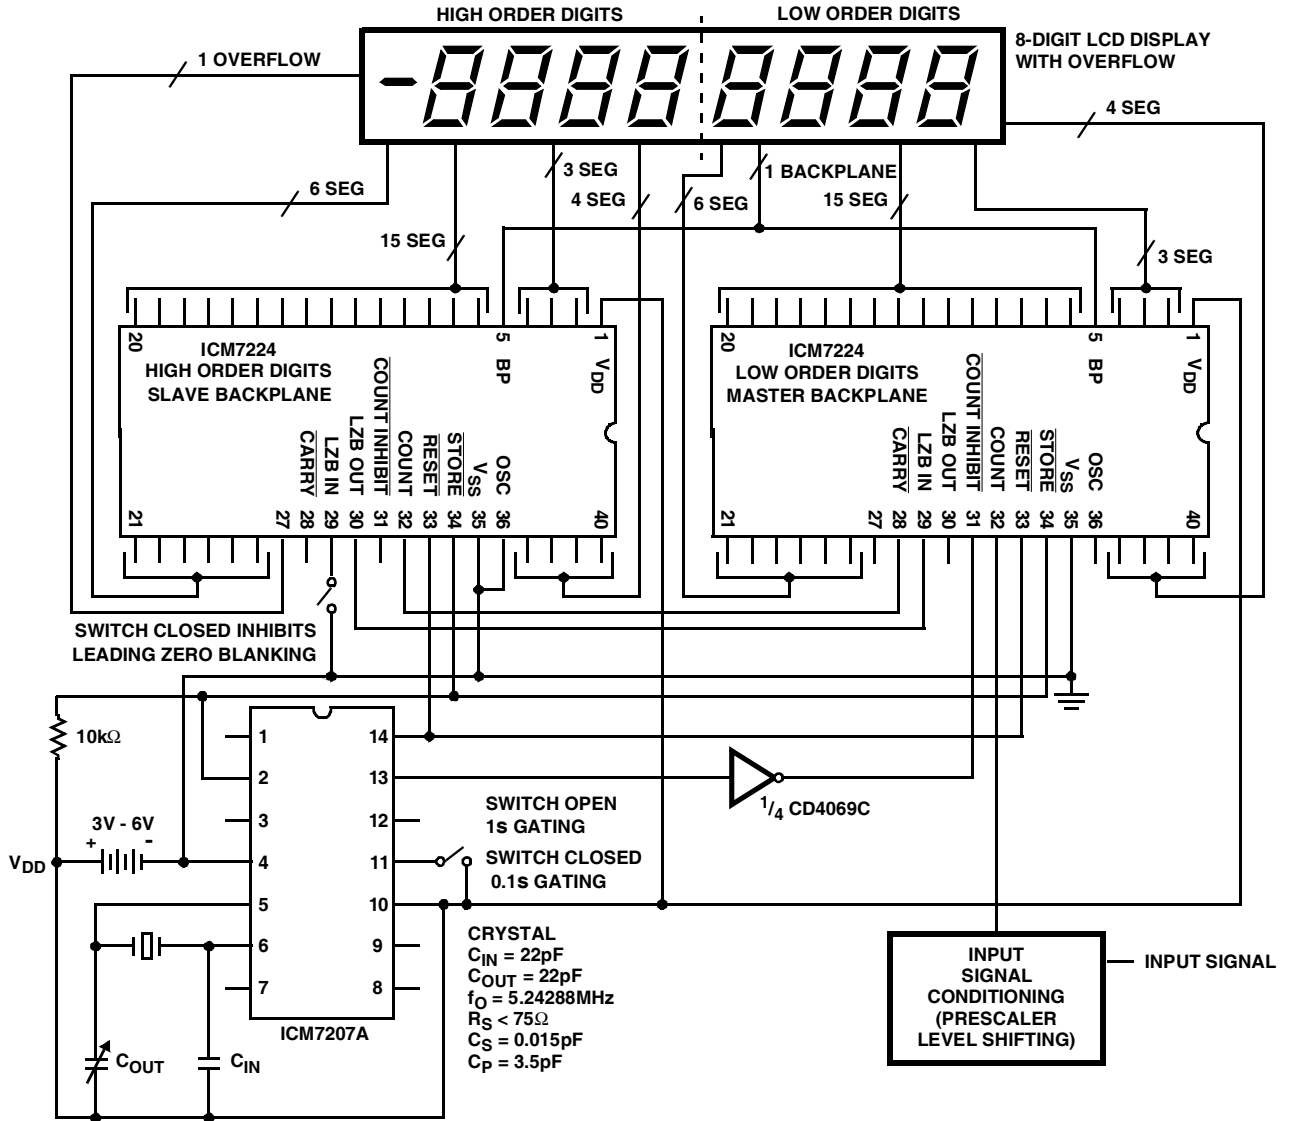 HIGH ORDER DIGITS
LOW ORDER DIGITS
1 OVERFLOW
8-DIGIT LCD DISPLAY
WITH OVERFLOW
-8888 8888
4 SEG
3 SEG
1 BACKPLANE
6 SEG
4 SEG
6 SEG
15 SEG
15 SEG
3 SEG
20
5
1
BP
VDD
ICM7224
HIGH ORDER DIGITS
SLAVE BACKPLANE
CARRY
LZB IN
LZB OUT
COUNT INHIBIT
COUNT
RESET
STORE
VSS
OSC
21
27
28
29
30
31
32
33
34
35
36
40
20
5
1
BP
VDD
ICM7224
LOW ORDER DIGITS
MASTER BACKPLANE
CARRY
LZB IN
LZB OUT
COUNT INHIBIT
COUNT
RESET
STORE
VSS
OSC
21
27
28
29
30
31
32
33
34
35
36
40
SWITCH CLOSED INHIBITS
LEADING ZERO BLANKING
10kΩ
3V - 6V
+ -
VDD
1
2
3
4
5
6
7
14
13
12
11
10
9
8
ICM7207A
1/4 CD4069C
SWITCH OPEN
1s GATING
SWITCH CLOSED
0.1s GATING
CRYSTAL
CIN = 22pF
COUT = 22pF
fO = 5.24288MHz
RS < 75Ω
CS = 0.015pF
CP = 3.5pF
COUT
CIN
INPUT
SIGNAL
CONDITIONING
(PRESCALER
LEVEL SHIFTING)
INPUT SIGNAL